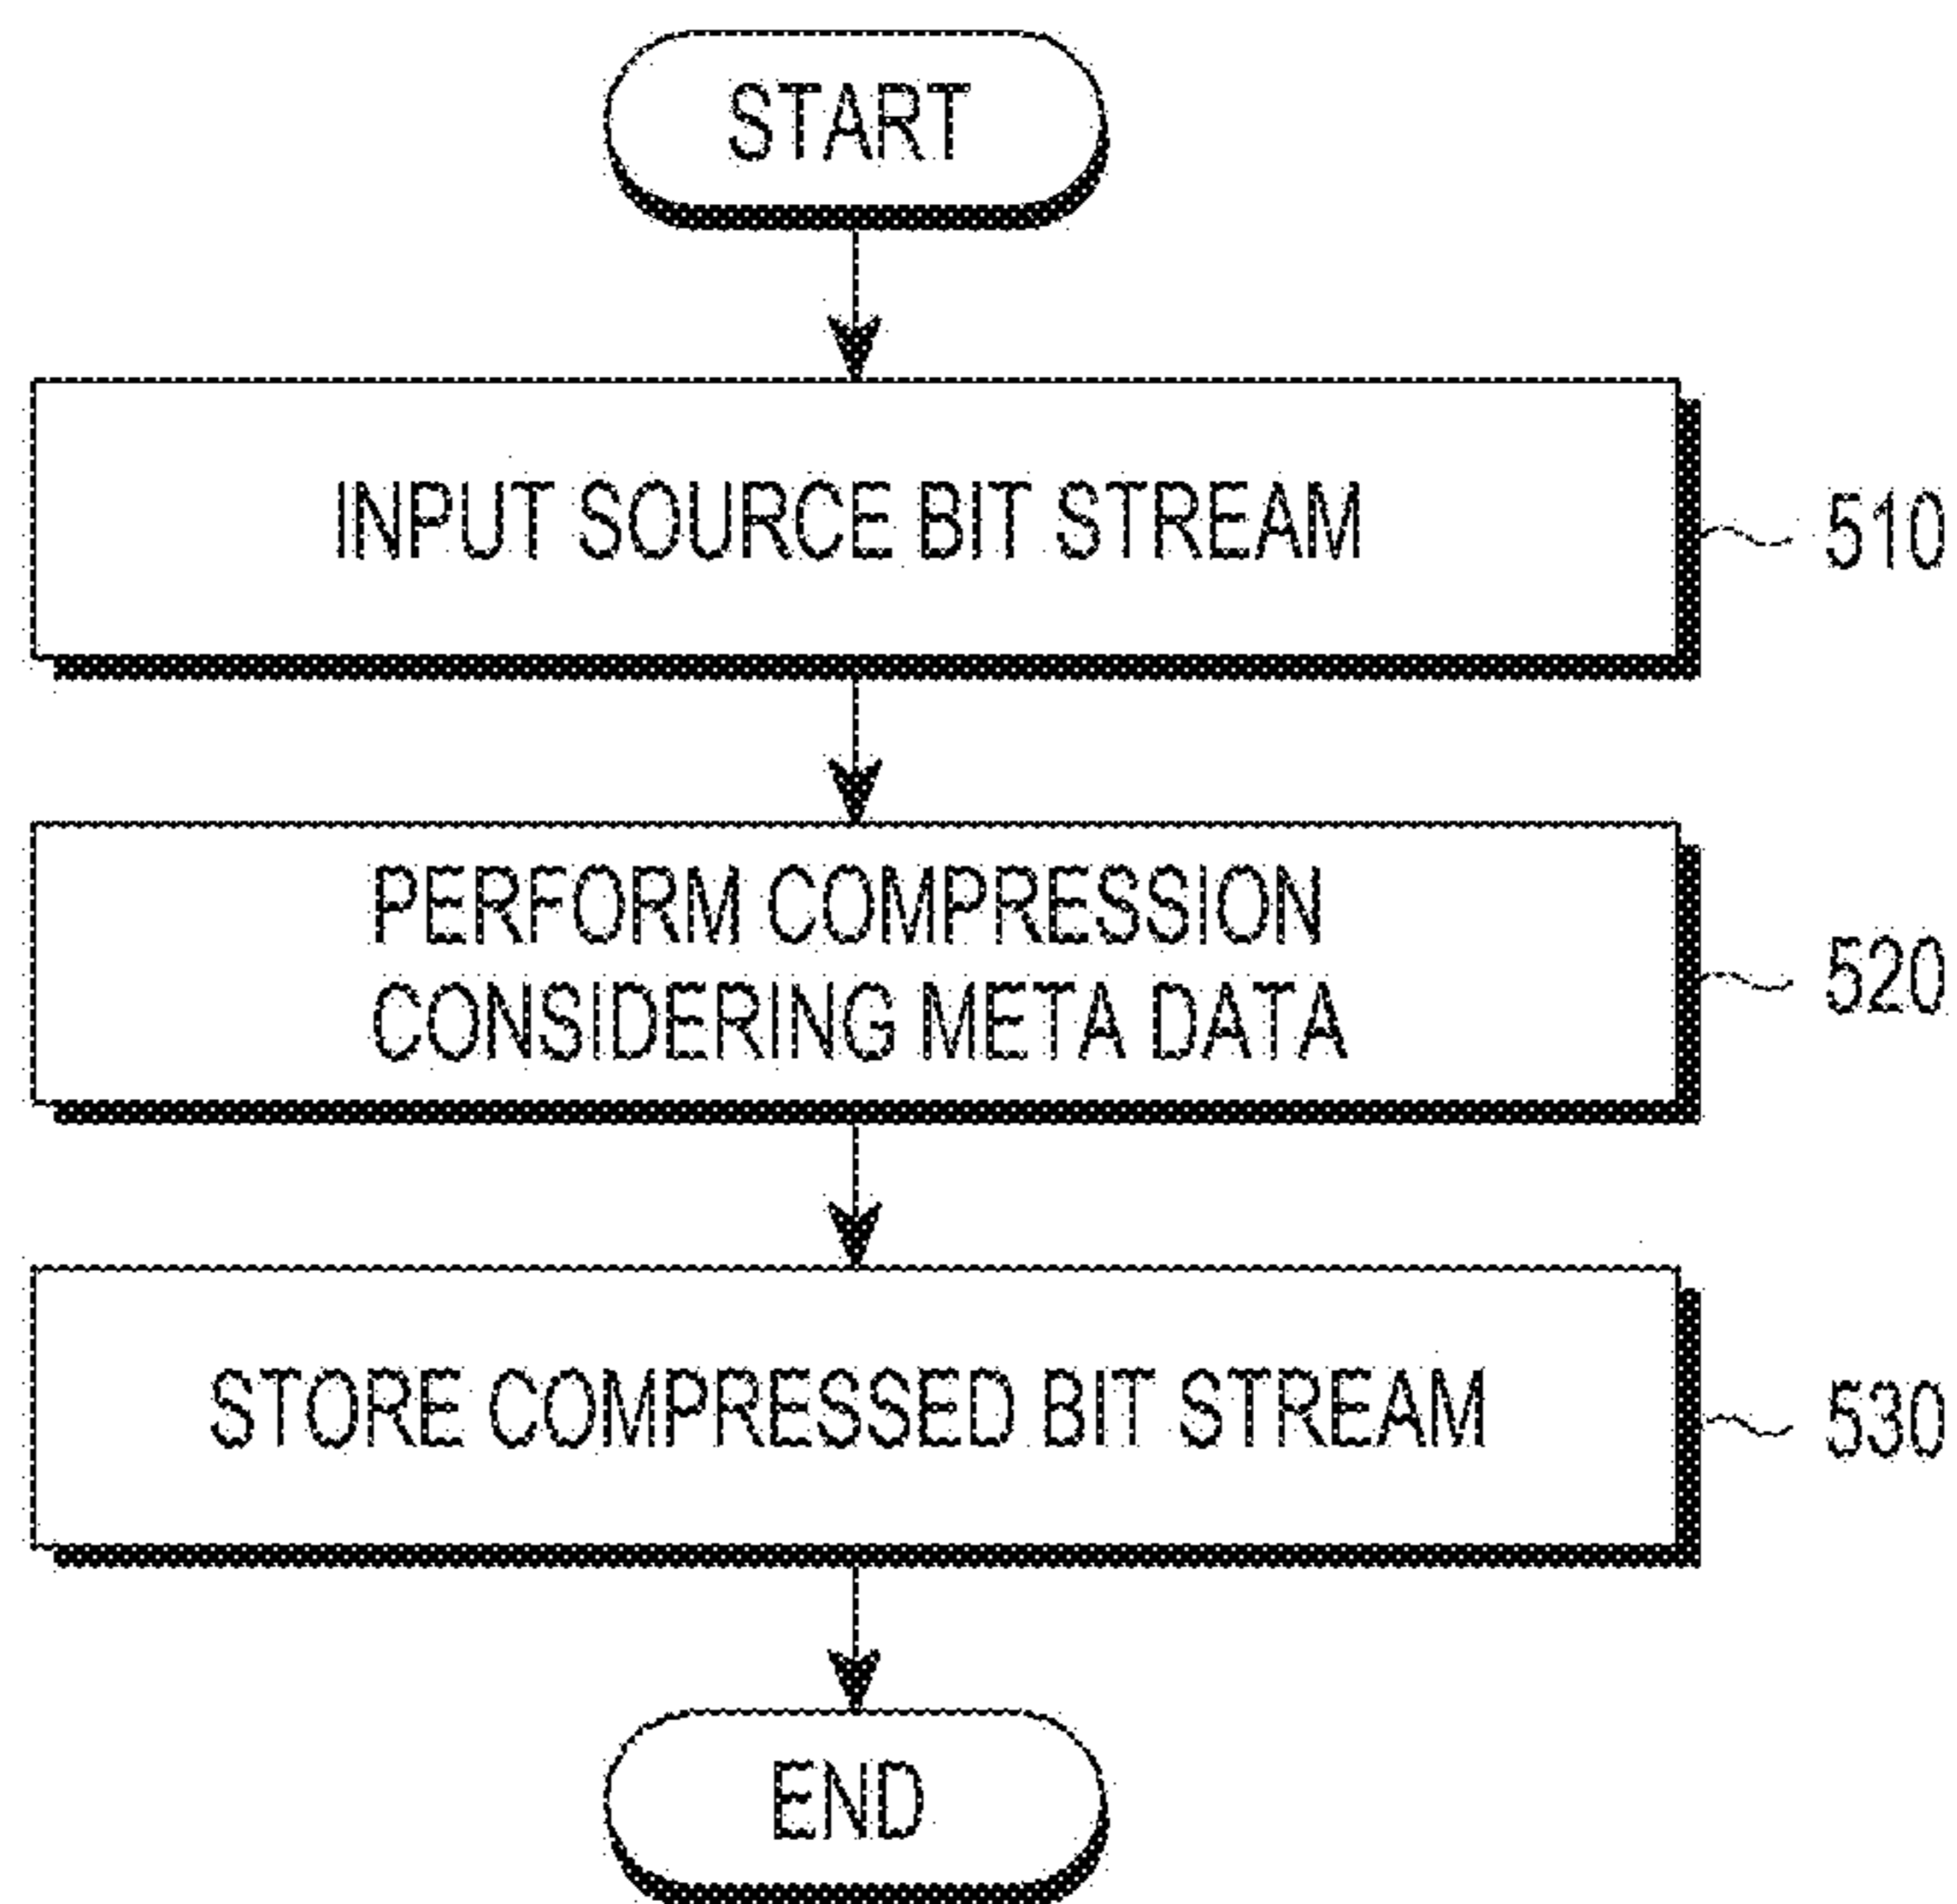 START
INPUT SOURCE BIT STREAM
510
PERFORM COMPRESSION
CONSIDERING META DATA
520
STORE COMPRESSED BIT STREAM
530
END